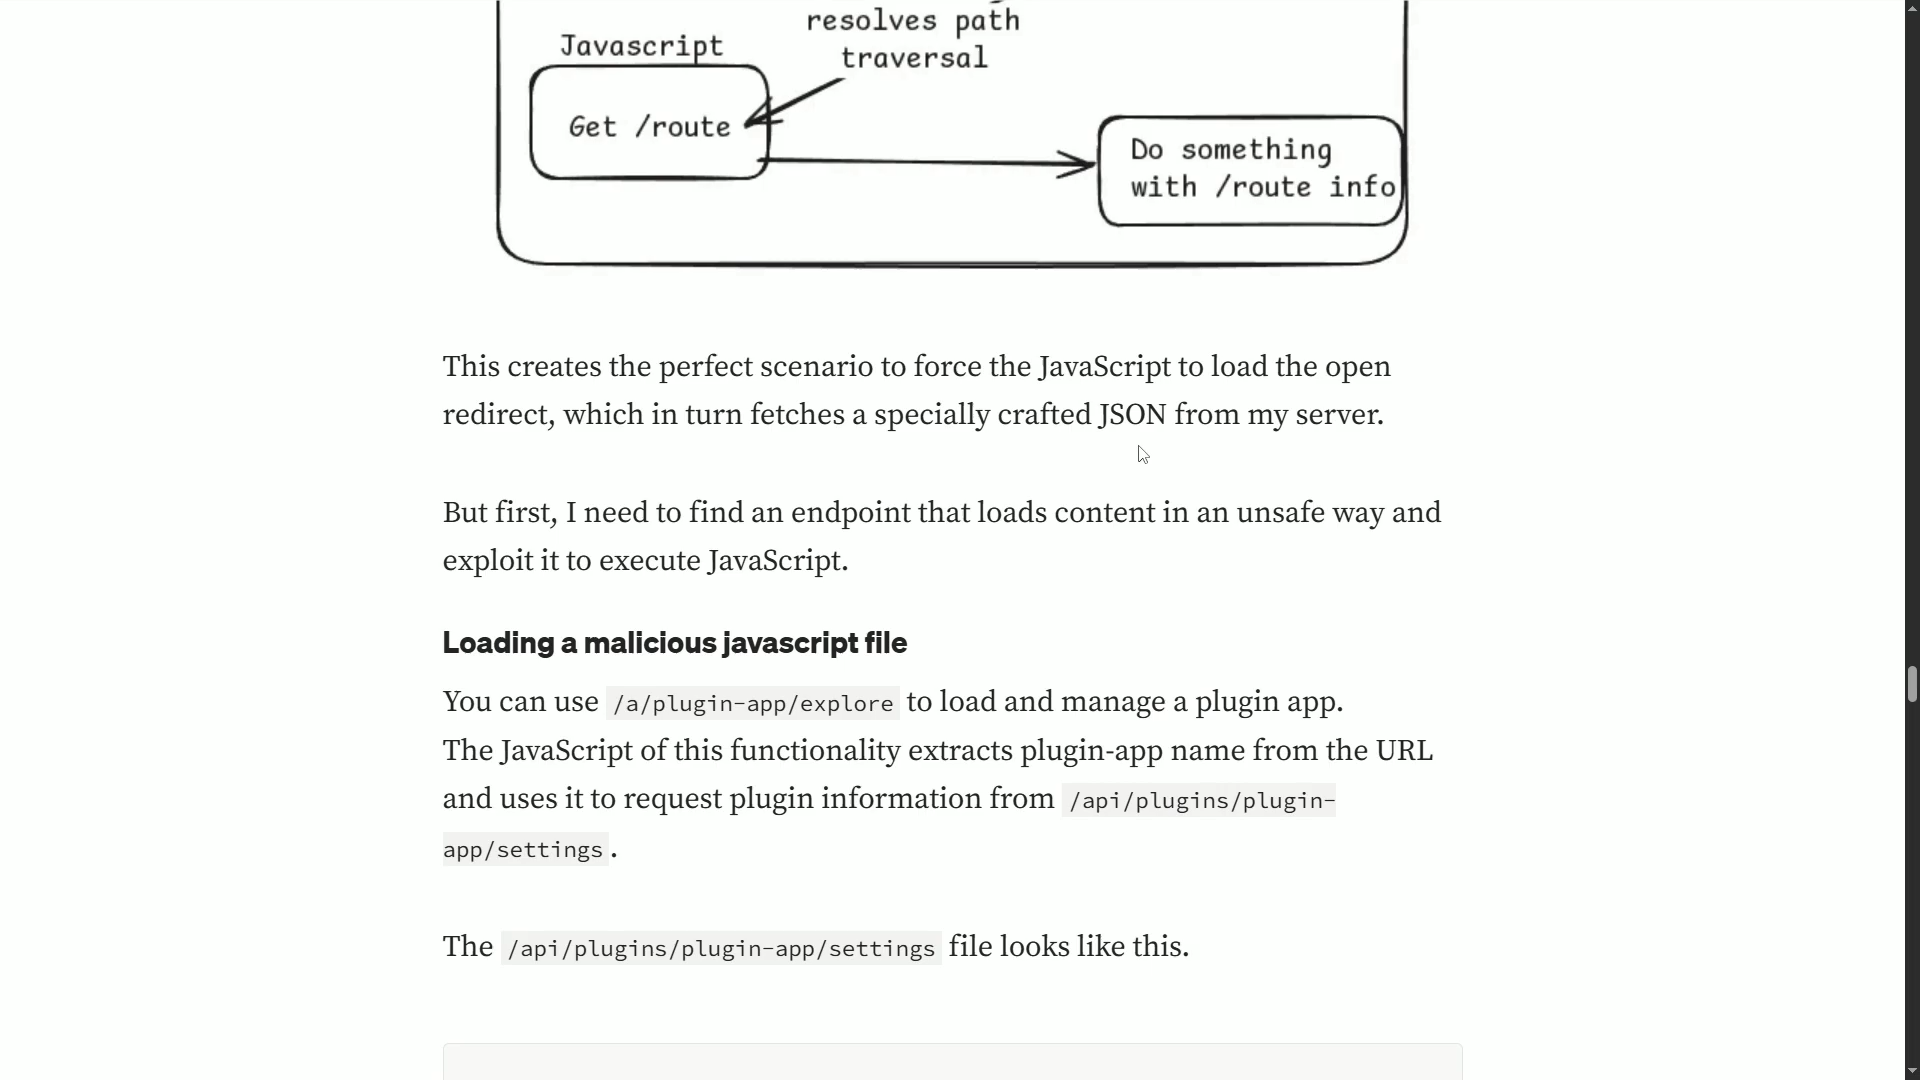 resolves path
traversal
Javascript
Get /route
Do something
with /route info
This creates the perfect scenario to force the JavaScript to load the open
redirect, which in turn fetches a specially crafted JSON from my server.
But first, I need to find an endpoint that loads content in an unsafe way and
exploit it to execute JavaScript.
Loading a malicious javascript file
You can use /a/plugin-app/explore to load and manage a plugin app.
The JavaScript of this functionality extracts plugin-app name from the URL
and uses it to request plugin information from /api/plugins/plugin-
app/settings.
The /api/plugins/plugin-app/settings file looks like this.